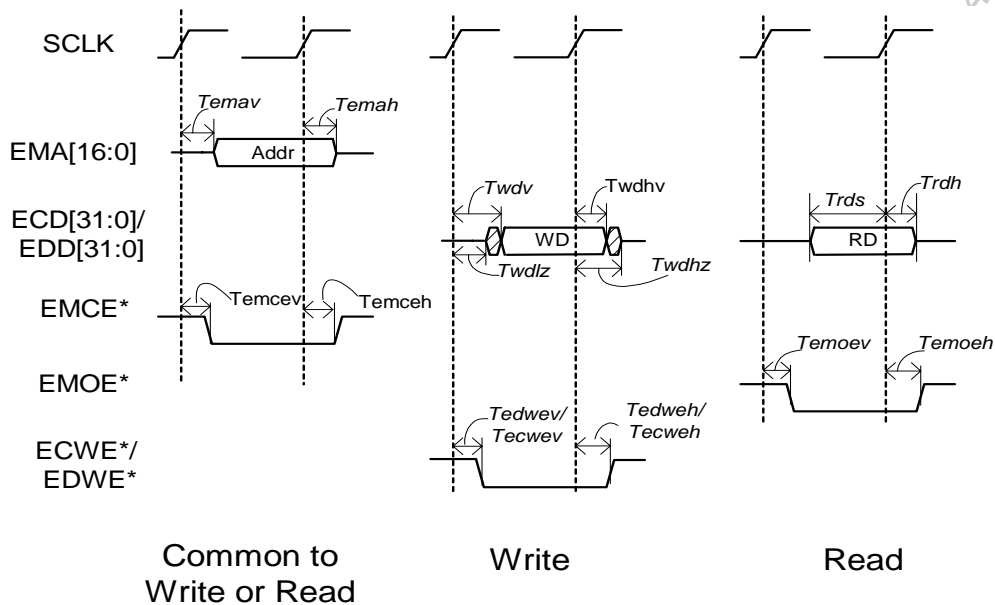 SCLK
Temav
Temah
EMA[16:0]
Addr
Twdv
Twdhv
Trds
Trdh
ECD[31:0]/
EDD[31:0]
WD
RD
Twdlz
Twdhz
EMCE*
Temcev
Temceh
Temoev
Temoeh
EMOE*
Tedwev/
Tecwev
Tedweh/
Tecweh
ECWE*/
EDWE*
Common to
Write or Read
Write
Read